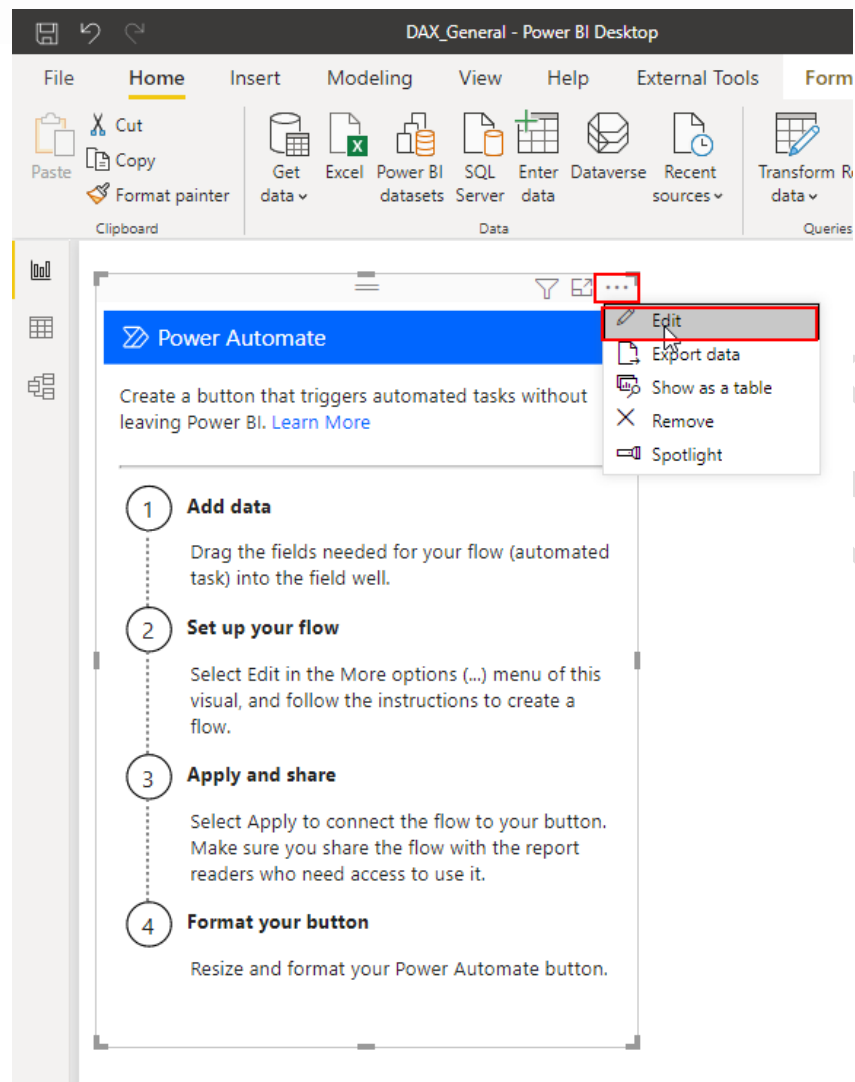 DAX_General - Power BI Desktop
File Home Insert Modeling View Help External Tools Form
Paste
Cut
Copy
Format painter
Clipboard
Get data
Excel
Power BI datasets
SQL Server
Enter data
Dataverse
Recent sources
Data
Transform data
Queries
Edit
Export data
Show as a table
Remove
Spotlight
Power Automate
Create a button that triggers automated tasks without
leaving Power BI. Learn More
1 Add data
Drag the fields needed for your flow (automated
task) into the field well.
2 Set up your flow
Select Edit in the More options (...) menu of this
visual, and follow the instructions to create a
flow.
3 Apply and share
Select Apply to connect the flow to your button.
Make sure you share the flow with the report
readers who need access to use it.
4 Format your button
Resize and format your Power Automate button.